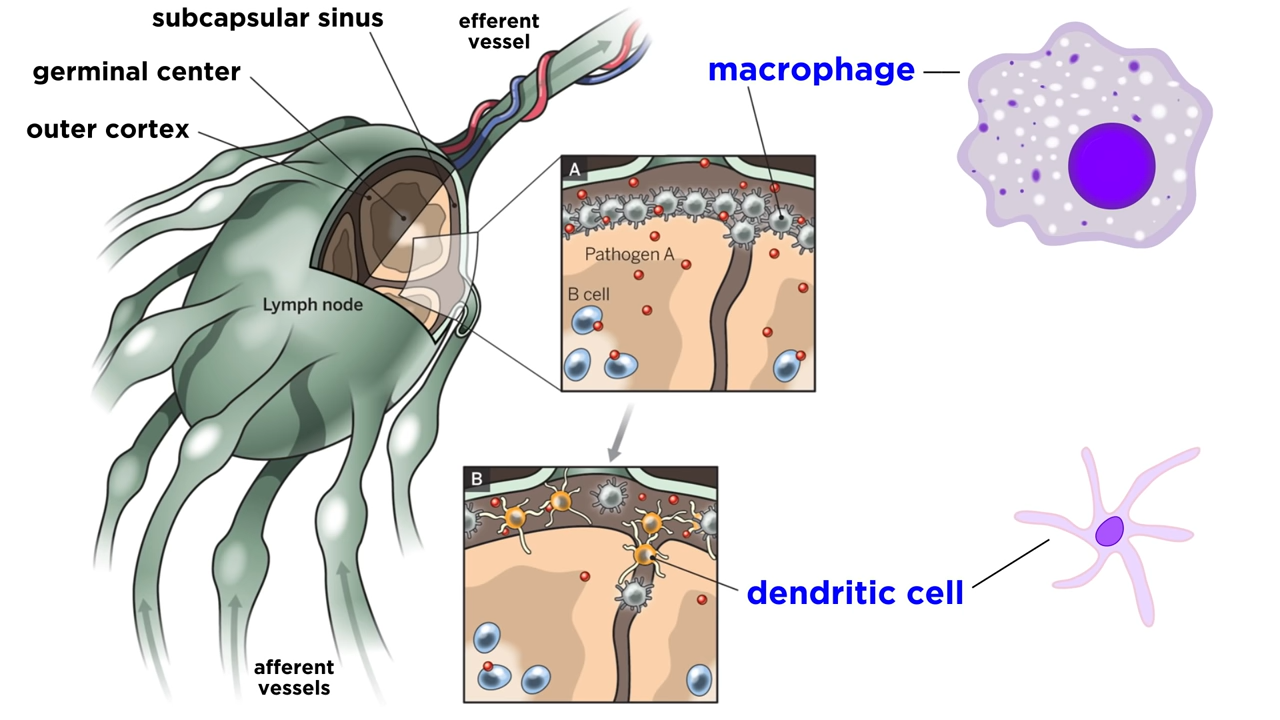 subcapsular sinus
efferent
vessel
germinal center
outer cortex
macrophage
A
Pathogen A
B cell
Lymph node
B
dendritic cell
afferent
vessels